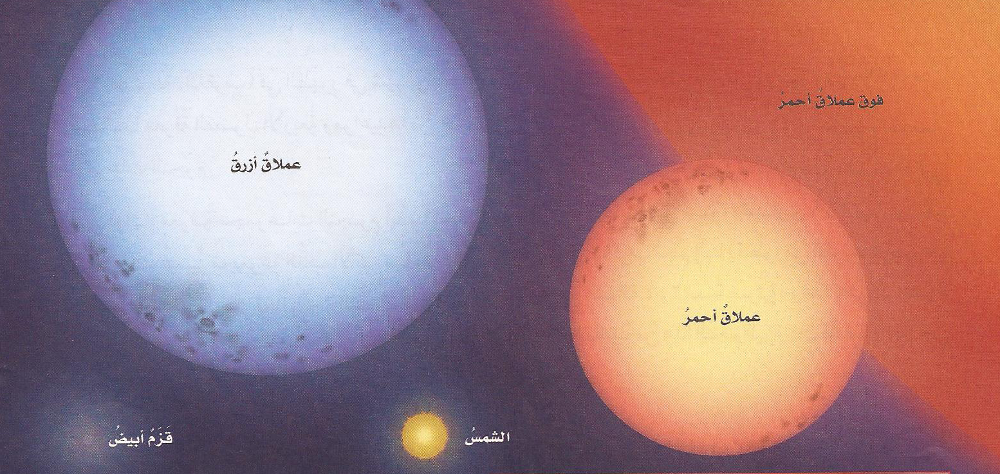 فوق عملاقٌ أحمرُ
عملاقٌ أزرقُ
عملاقٌ أحمرُ
الشمسُ
قَزَمٌ أبيضُ